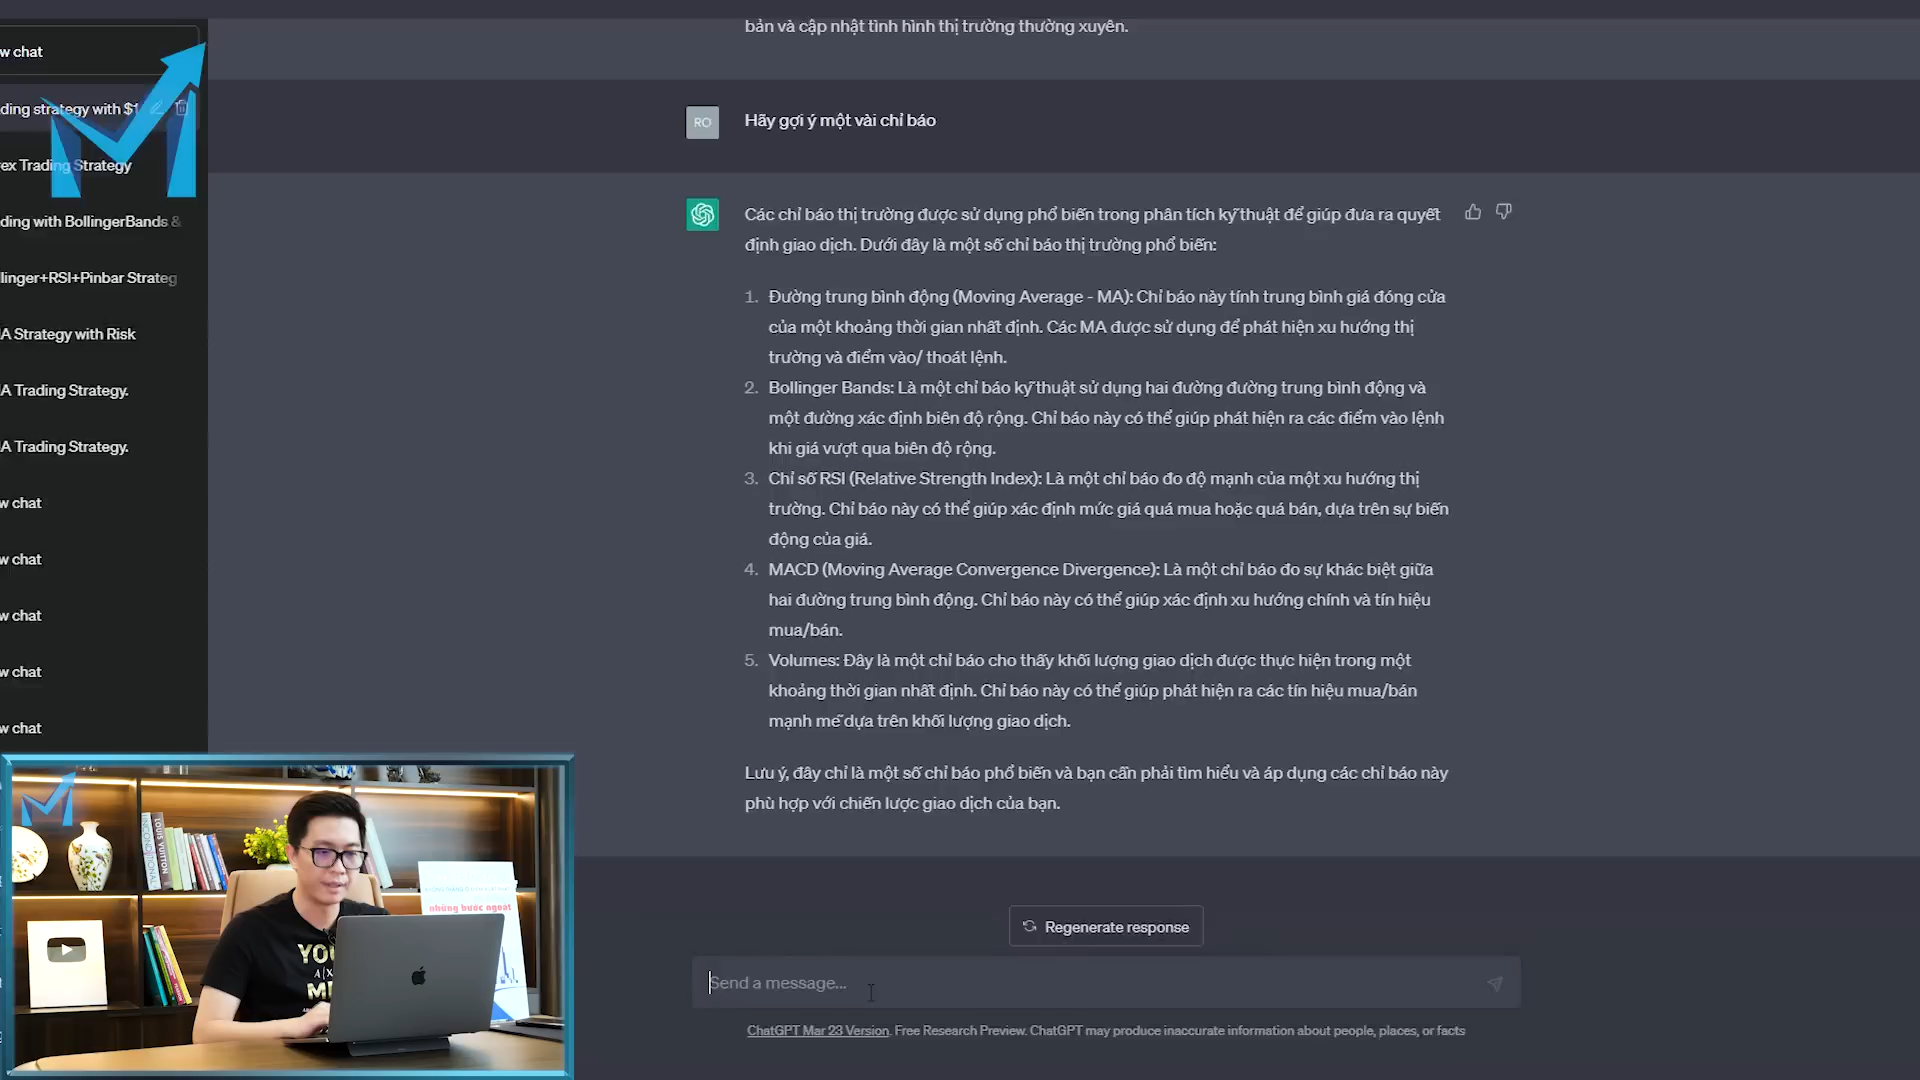 bản và cập nhật tình hình thị trường thường xuyên.
w chat
ding strategy with $1
ex Trading Strategy
ding with BollingerBands &
linger+RSI+Pinbar Strateg
A Strategy with Risk
A Trading Strategy.
A Trading Strategy.
w chat
w chat
w chat
w chat
w chat
RO
Hãy gợi ý một vài chỉ báo
Các chỉ báo thị trường được sử dụng phổ biến trong phân tích kỹ thuật để giúp đưa ra quyết
định giao dịch. Dưới đây là một số chỉ báo thị trường phổ biến:
1. Đường trung bình động (Moving Average - MA): Chỉ báo này tính trung bình giá đóng cửa
của một khoảng thời gian nhất định. Các MA được sử dụng để phát hiện xu hướng thị
trường và điểm vào/ thoát lệnh.
2. Bollinger Bands: Là một chỉ báo kỹ thuật sử dụng hai đường đường trung bình động và
một đường xác định biên độ rộng. Chỉ báo này có thể giúp phát hiện ra các điểm vào lệnh
khi giá vượt qua biên độ rộng.
3. Chỉ số RSI (Relative Strength Index): Là một chỉ báo đo độ mạnh của một xu hướng thị
trường. Chỉ báo này có thể giúp xác định mức giá quá mua hoặc quá bán, dựa trên sự biến
động của giá.
4. MACD (Moving Average Convergence Divergence): Là một chỉ báo đo sự khác biệt giữa
hai đường trung bình động. Chỉ báo này có thể giúp xác định xu hướng chính và tín hiệu
mua/bán.
5. Volumes: Đây là một chỉ báo cho thấy khối lượng giao dịch được thực hiện trong một
khoảng thời gian nhất định. Chỉ báo này có thể giúp phát hiện ra các tín hiệu mua/bán
mạnh mẽ dựa trên khối lượng giao dịch.
Lưu ý, đây chỉ là một số chỉ báo phổ biến và bạn cần phải tìm hiểu và áp dụng các chỉ báo này
phù hợp với chiến lược giao dịch của bạn.
Regenerate response
Send a message...
ChatGPT Mar 23 Version. Free Research Preview. ChatGPT may produce inaccurate information about people, places, or facts
LOUIS VUITTON
những bước ngoặt
YO
A|X
M